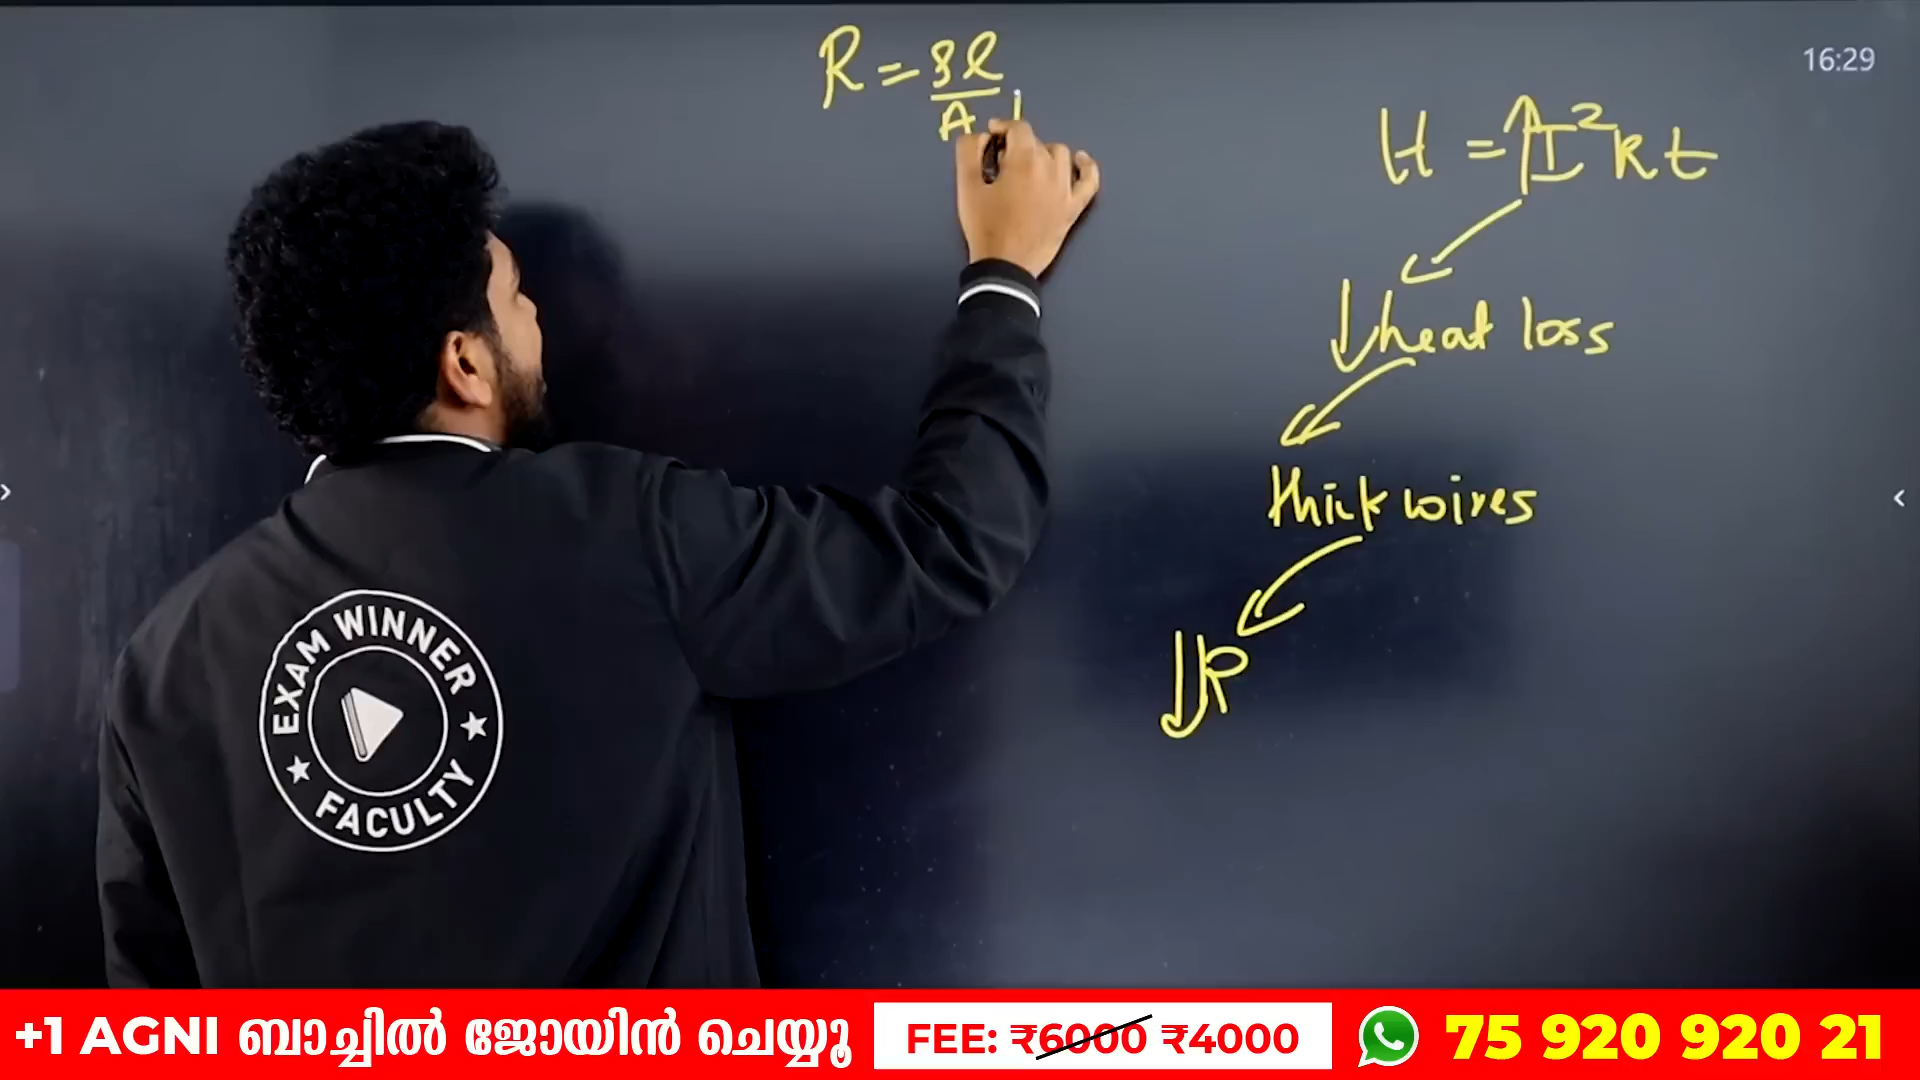 R = ρl
A
16:29
H = ↑I²Rt
↓heat loss
thick wires
↓R
EXAM WINNER
FACULTY
+1 AGNI ബാച്ചിൽ ജോയിൻ ചെയ്യൂ
FEE: ₹6000 ₹4000
75 920 920 21